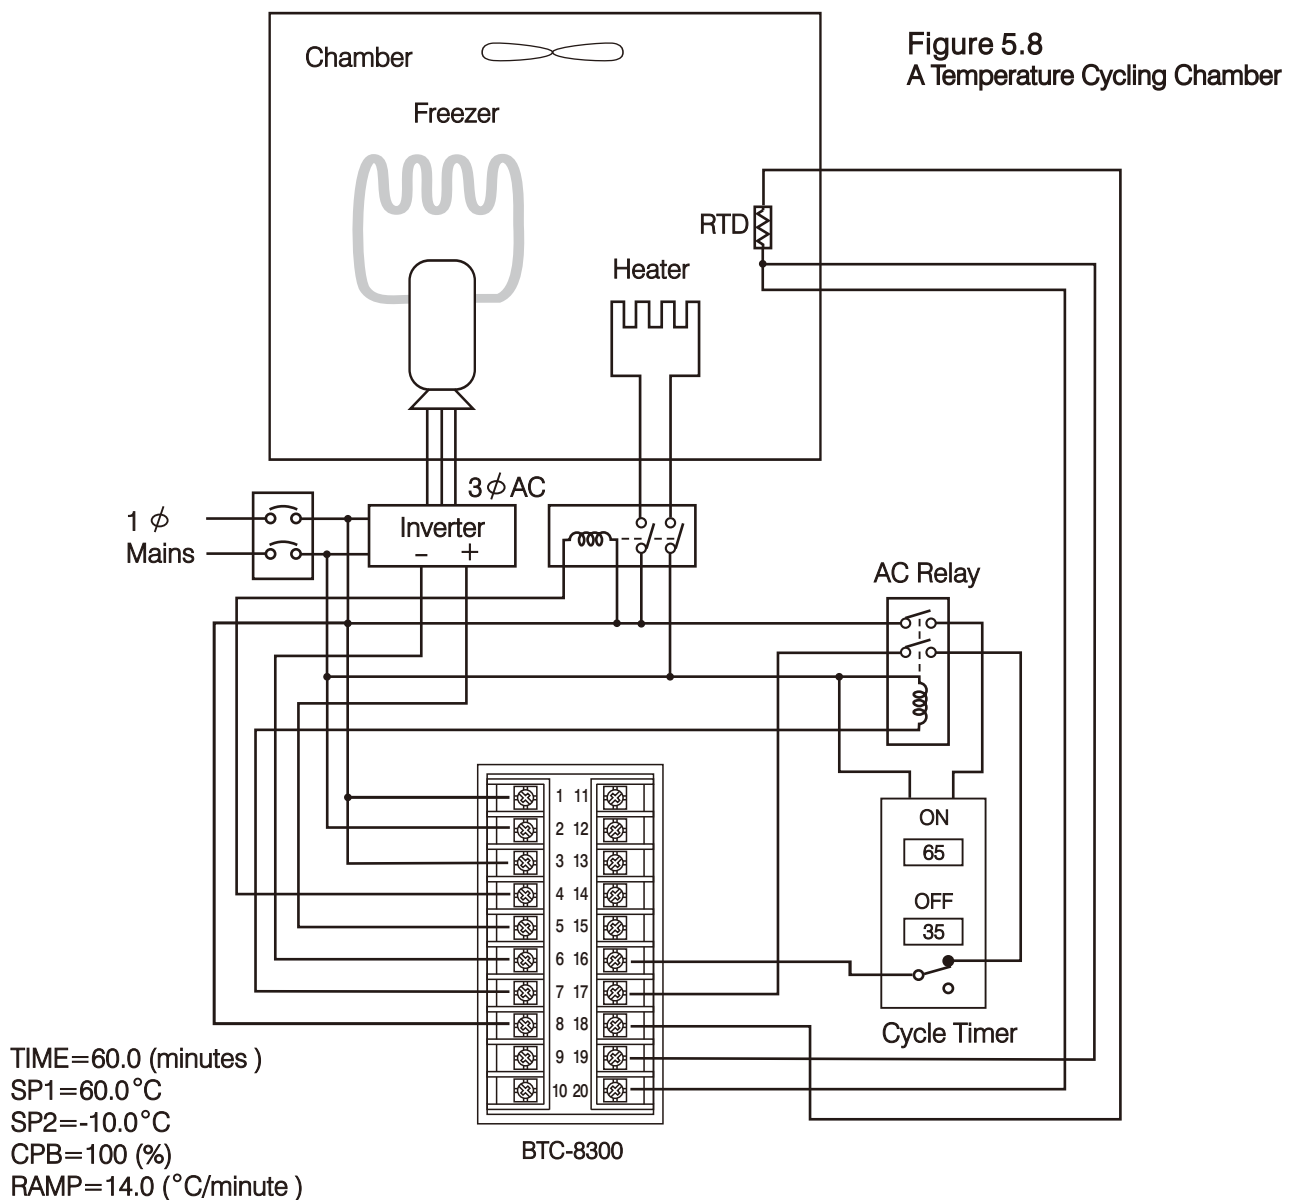 Figure 5.8
A Temperature Cycling Chamber
Chamber
Freezer
RTD
Heater
3 ϕ AC
1 ϕ
Mains
Inverter
− +
AC Relay
1 11
2 12
3 13
4 14
5 15
6 16
7 17
8 18
9 19
10 20
BTC-8300
ON
65
OFF
35
Cycle Timer
TIME=60.0 (minutes )
SP1=60.0°C
SP2=-10.0°C
CPB=100 (%)
RAMP=14.0 (°C/minute )